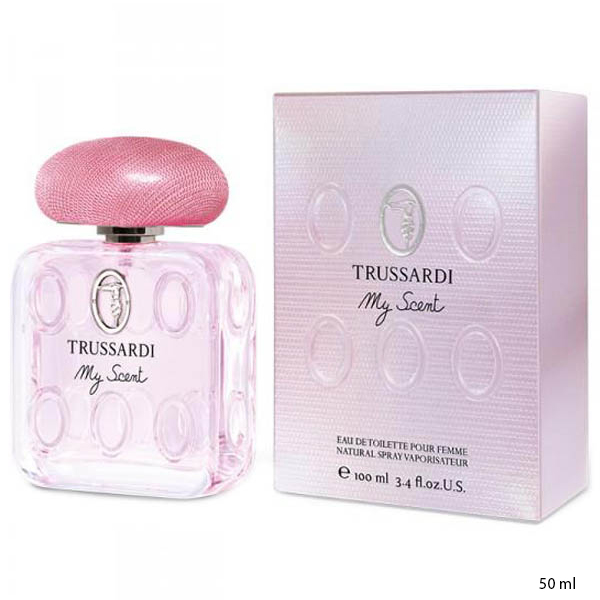 TRUSSARDI
My Scent
TRUSSARDI
My Scent
EAU DE TOILETTE POUR FEMME
NATURAL SPRAY VAPORISATEUR
℮ 100 ml 3.4 fl.oz.U.S.
50 ml